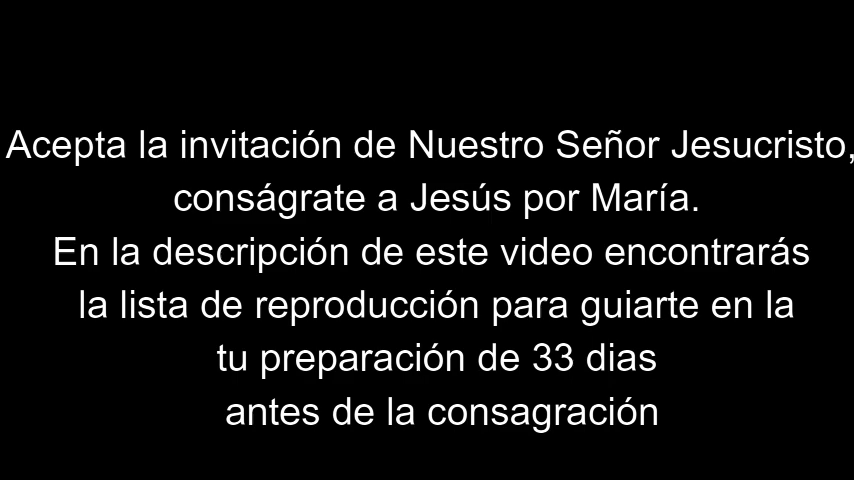 Acepta la invitación de Nuestro Señor Jesucristo,
conságrate a Jesús por María.
En la descripción de este video encontrarás
la lista de reproducción para guiarte en la
tu preparación de 33 dias
antes de la consagración